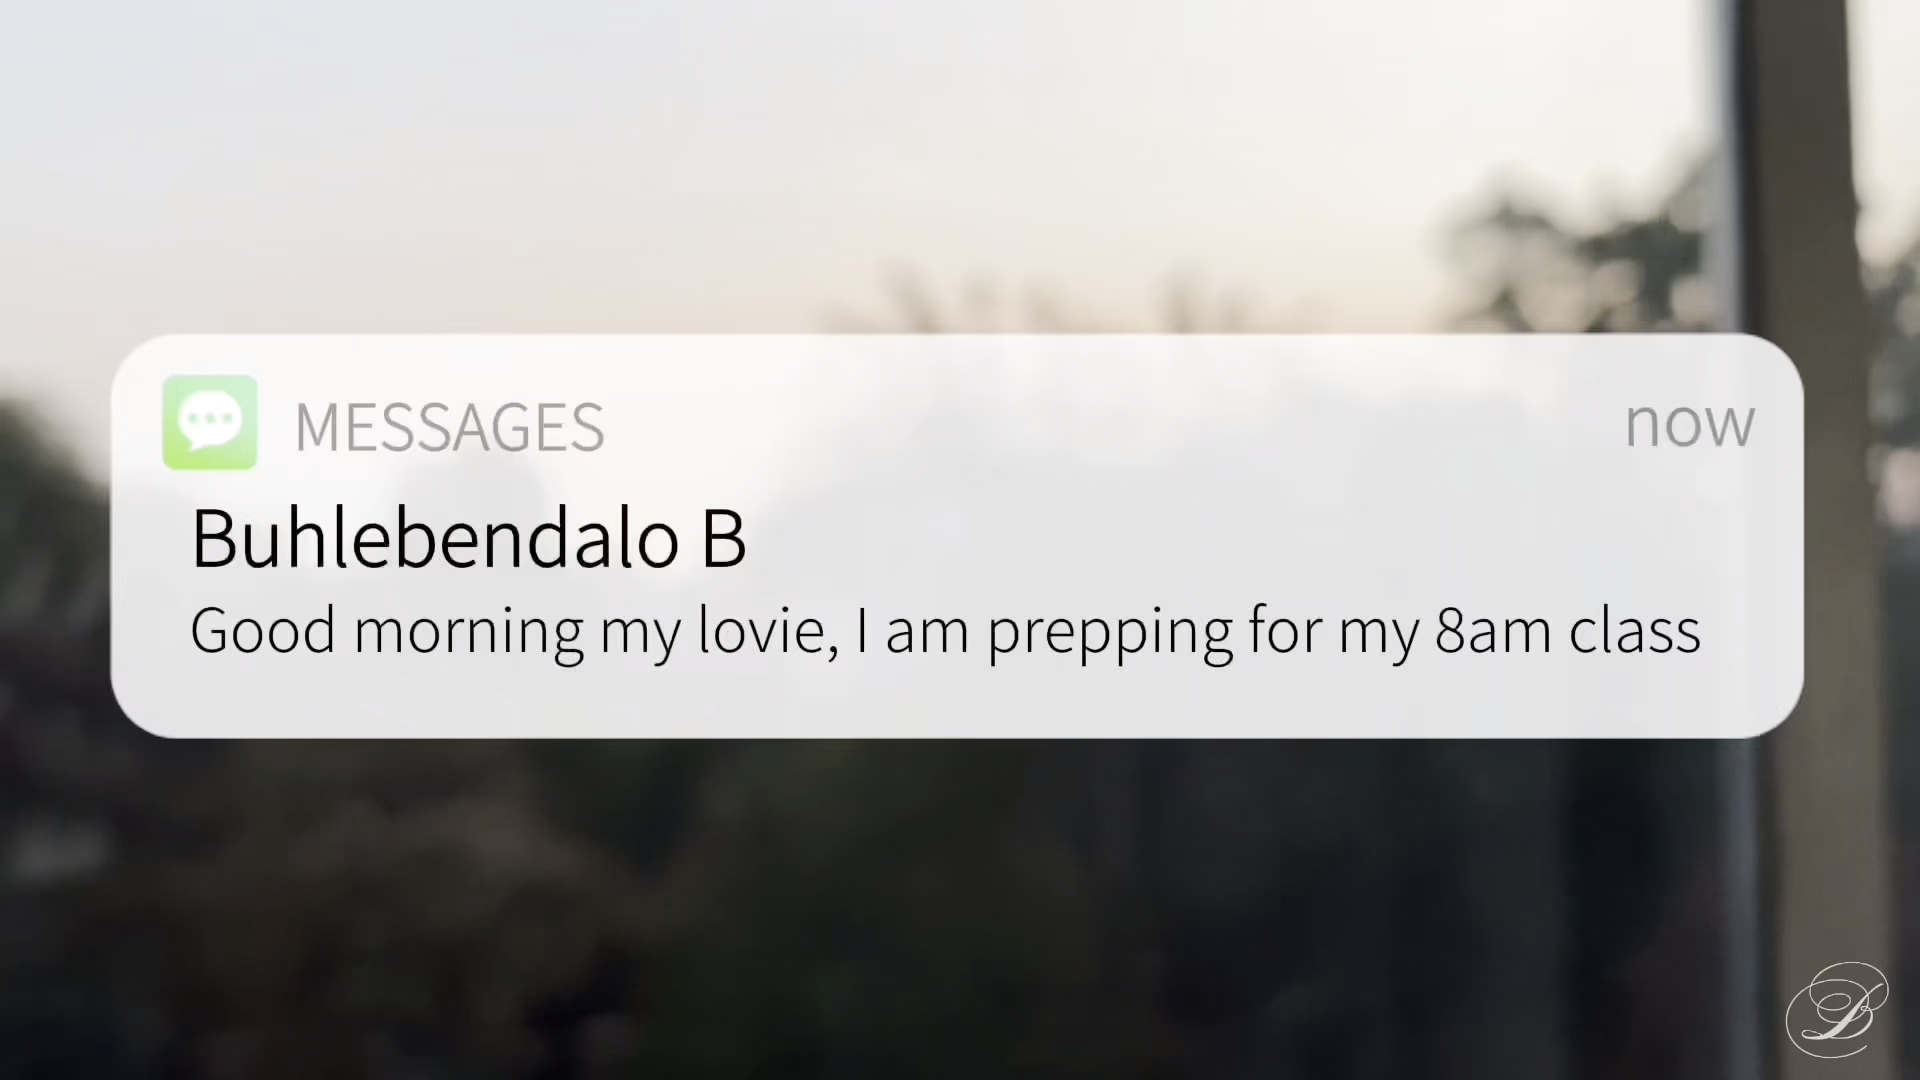 MESSAGES
now
Buhlebendalo B
Good morning my lovie, I am prepping for my 8am class
B